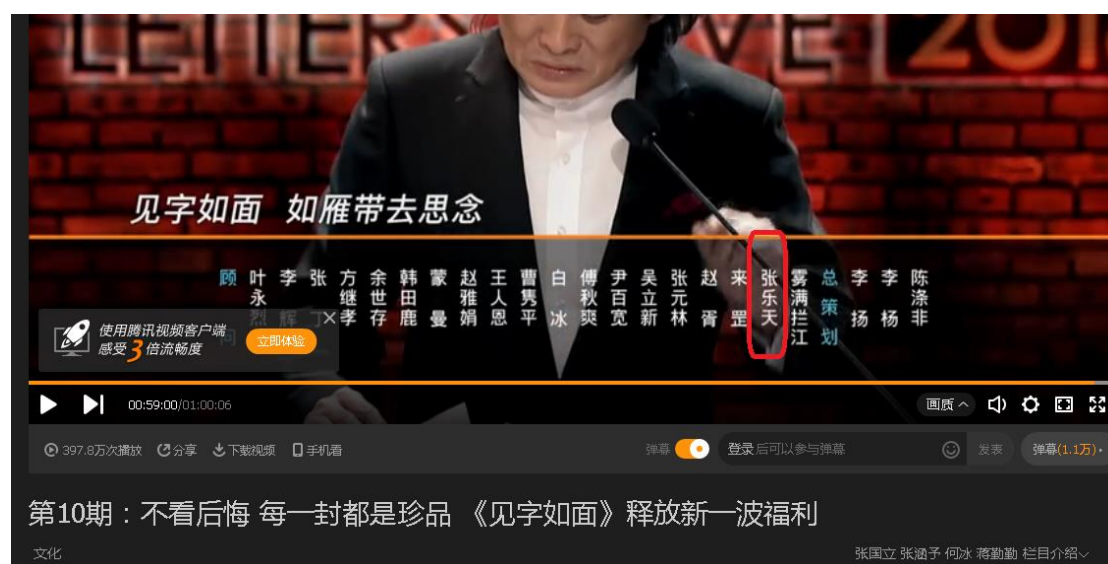 LETTERS LIVE 201
见字如面 如雁带去思念
顾问
叶永烈
李辉
张丁
方继孝
余世存
韩田鹿
蒙曼
赵雅娟
王人恩
曹隽平
白冰
傅秋爽
尹百宽
吴立新
张元林
赵胥
来罡
张乐天
雾满拦江
总策划
李扬
李杨
陈涤非
使用腾讯视频客户端
感受3倍流畅度
立即体验
00:59:00/01:00:06
画质
397.8万次播放 分享 下载视频 手机看 弹幕 登录后可以参与弹幕 发表 弹幕(1.1万)
第10期：不看后悔 每一封都是珍品 《见字如面》释放新一波福利
文化 张国立 张涵予 何冰 蒋勤勤 栏目介绍